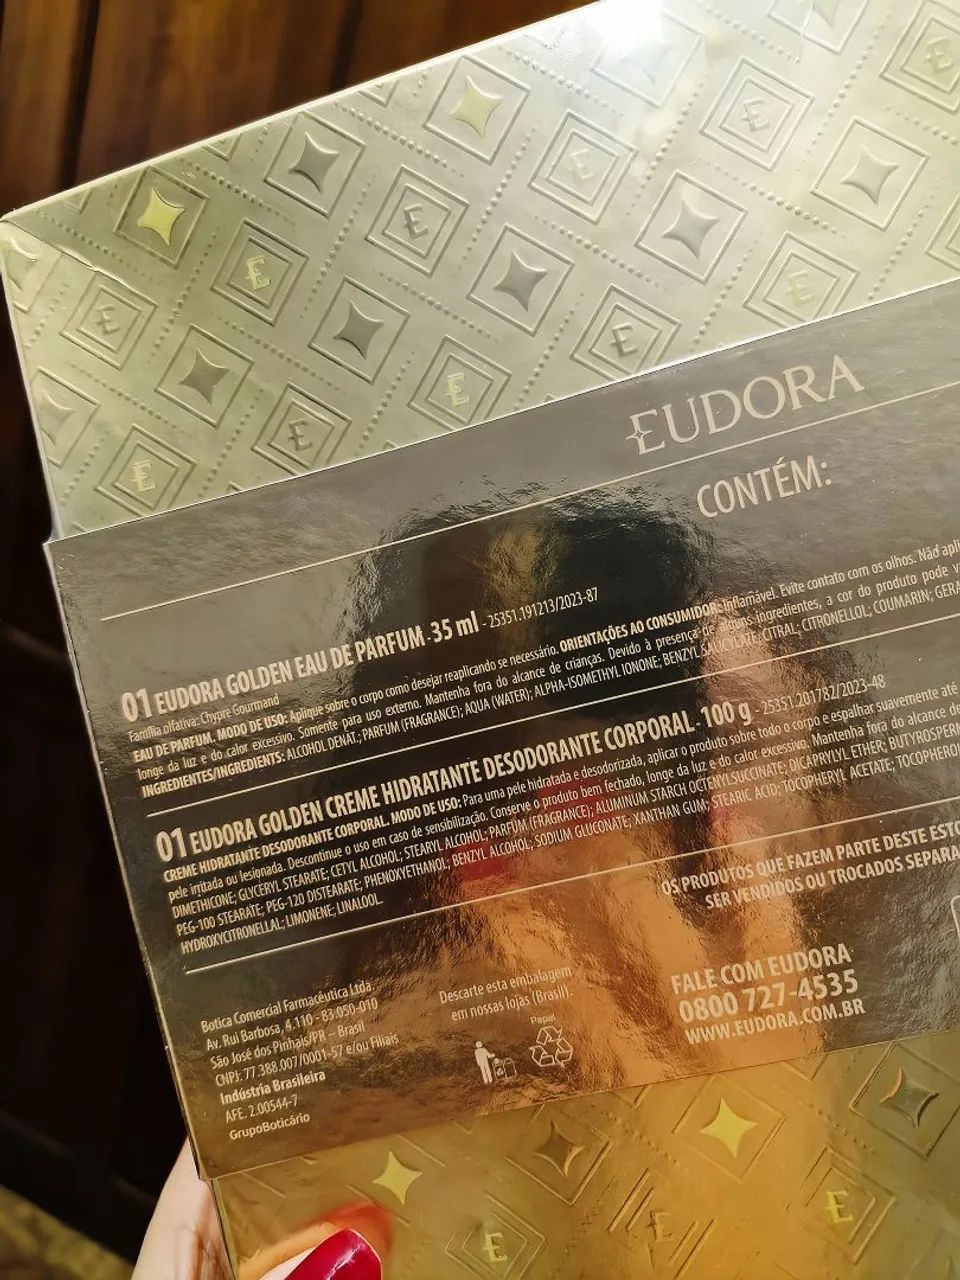 EUDORA
CONTÉM:
01 EUDORA GOLDEN EAU DE PARFUM - 35 ml - 25351.191213/2023-87
Família olfativa: Chypre Gourmand
EAU DE PARFUM. MODO DE USO: Aplique sobre o corpo como desejar reaplicando se necessário. ORIENTAÇÕES AO CONSUMIDOR: Inflamável. Evite contato com os olhos. Não apli
longe da luz e do calor excessivo. Somente para uso externo. Mantenha fora do alcance de crianças. Devido à presença de alguns ingredientes, a cor do produto pode v
INGREDIENTES/INGREDIENTS: ALCOHOL DENAT.; PARFUM (FRAGRANCE); AQUA (WATER); ALPHA-ISOMETHYL IONONE; BENZYL SALICYLATE; CITRAL; CITRONELLOL; COUMARIN; GERA
01 EUDORA GOLDEN CREME HIDRATANTE DESODORANTE CORPORAL - 100 g - 25351.201782/2023-48
CREME HIDRATANTE DESODORANTE CORPORAL. MODO DE USO: Para uma pele hidratada e desodorizada, aplicar o produto sobre todo o corpo e espalhar suavemente até
pele irritada ou lesionada. Descontinue o uso em caso de sensibilização. Conserve o produto bem fechado, longe da luz e do calor excessivo. Mantenha fora do alcance de
DIMETHICONE; GLYCERYL STEARATE; CETYL ALCOHOL; STEARYL ALCOHOL; PARFUM (FRAGRANCE); ALUMINUM STARCH OCTENYLSUCCINATE; DICAPRYLYL ETHER; BUTYROSPERM
PEG-100 STEARATE; PEG-120 DISTEARATE; PHENOXYETHANOL; BENZYL ALCOHOL; SODIUM GLUCONATE; XANTHAN GUM; STEARIC ACID; TOCOPHERYL ACETATE; TOCOPHEROL
HYDROXYCITRONELLAL; LIMONENE; LINALOOL.
OS PRODUTOS QUE FAZEM PARTE DESTE ESTO
SER VENDIDOS OU TROCADOS SEPARA
Botica Comercial Farmacêutica Ltda.
Av. Rui Barbosa, 4.110 - 83.050-010
São José dos Pinhais/PR – Brasil
CNPJ: 77.388.007/0001-57 e/ou Filiais
Indústria Brasileira
AFE. 2.00544-7
GrupoBoticário
Descarte esta embalagem
em nossas lojas (Brasil).
Papel
FALE COM EUDORA
0800 727-4535
WWW.EUDORA.COM.BR